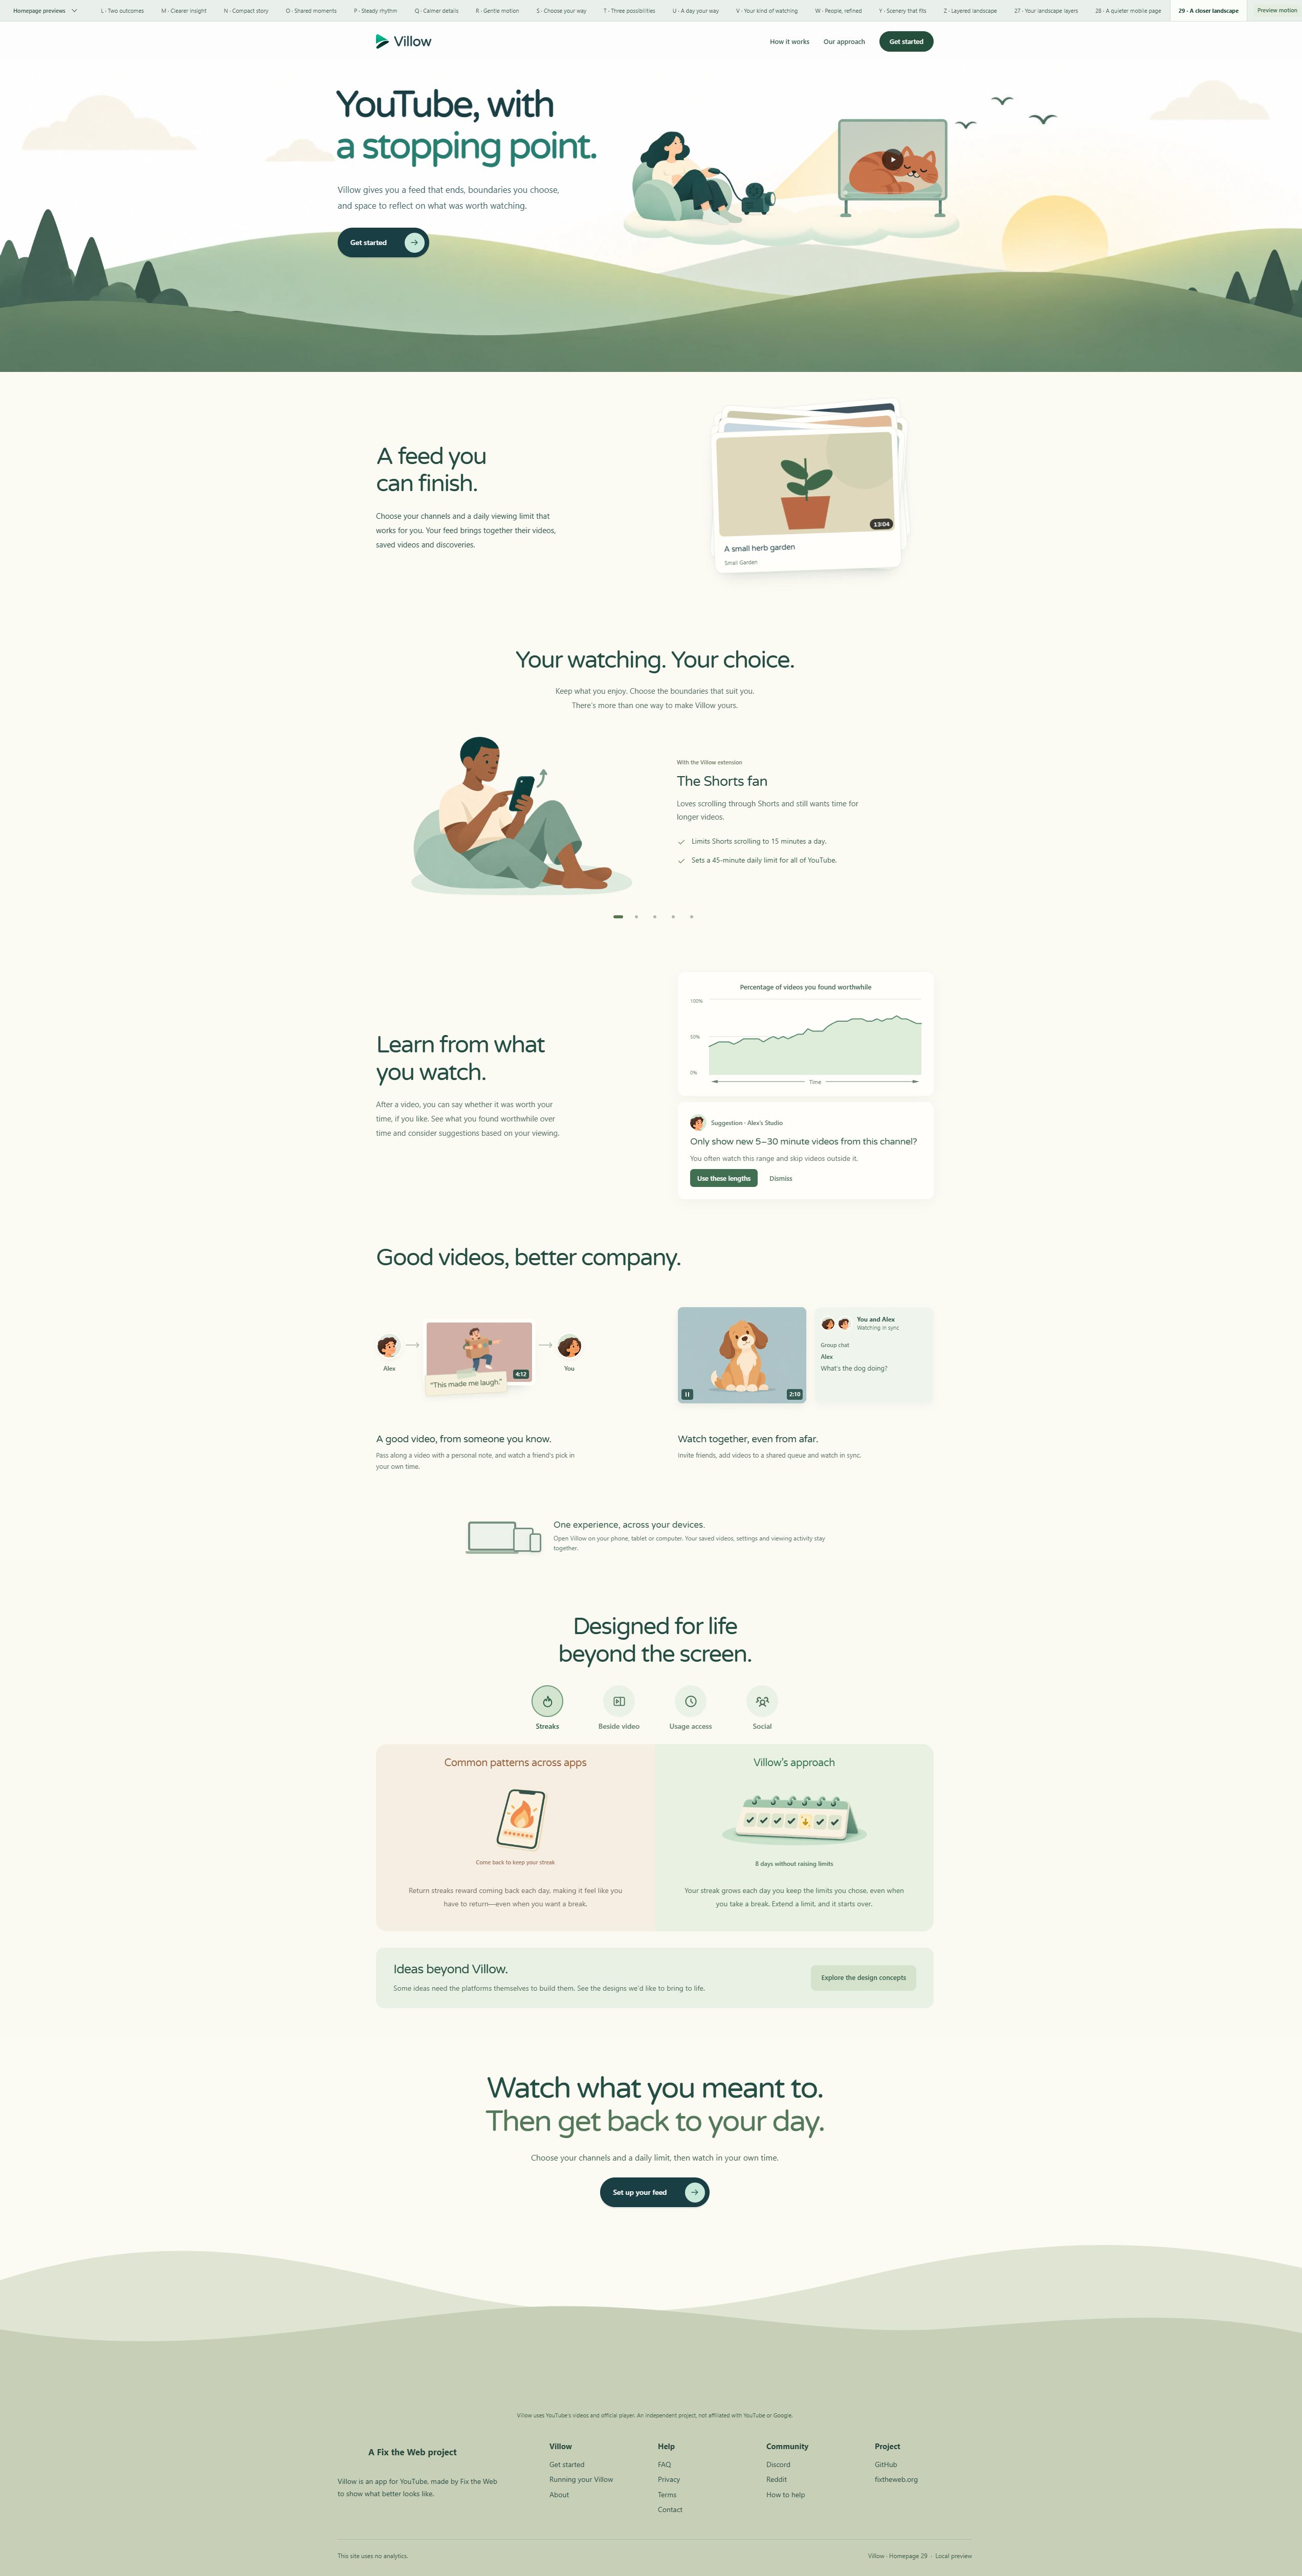 Homepage previews
L - Two outcomes
M - Clearer insight
N - Compact story
O - Shared moments
P - Steady rhythm
Q - Calmer details
R - Gentle motion
S - Choose your way
T - Three possibilities
U - A day your way
V - Your kind of watching
W - People, refined
Y - Scenery that fits
Z - Layered landscape
27 - Your landscape layers
28 - A quieter mobile page
29 - A closer landscape
Preview motion
Villow
How it works
Our approach
Get started
YouTube, with
a stopping point.
Villow gives you a feed that ends, boundaries you choose,
and space to reflect on what was worth watching.
Get started
A feed you
can finish.
Choose your channels and a daily viewing limit that
works for you. Your feed brings together their videos,
saved videos and discoveries.
13:04
A small herb garden
Small Garden
Your watching. Your choice.
Keep what you enjoy. Choose the boundaries that suit you.
There's more than one way to make Villow yours.
With the Villow extension
The Shorts fan
Loves scrolling through Shorts and still wants time for
longer videos.
Limits Shorts scrolling to 15 minutes a day.
Sets a 45-minute daily limit for all of YouTube.
Learn from what
you watch.
After a video, you can say whether it was worth your
time, if you like. See what you found worthwhile over
time and consider suggestions based on your viewing.
Percentage of videos you found worthwhile
100%
50%
0%
Time
Suggestion · Alex's Studio
Only show new 5–30 minute videos from this channel?
You often watch this range and skip videos outside it.
Use these lengths
Dismiss
Good videos, better company.
Alex
4:12
"This made me laugh."
You
A good video, from someone you know.
Pass along a video with a personal note, and watch a friend's pick in
your own time.
2:10
You and Alex
Watching in sync
Group chat
Alex
What's the dog doing?
Watch together, even from afar.
Invite friends, add videos to a shared queue and watch in sync.
One experience, across your devices.
Open Villow on your phone, tablet or computer. Your saved videos, settings and viewing activity stay
together.
Designed for life
beyond the screen.
Streaks
Beside video
Usage access
Social
Common patterns across apps
Come back to keep your streak
Return streaks reward coming back each day, making it feel like you
have to return—even when you want a break.
Villow's approach
8 days without raising limits
Your streak grows each day you keep the limits you chose, even when
you take a break. Extend a limit, and it starts over.
Ideas beyond Villow.
Some ideas need the platforms themselves to build them. See the designs we'd like to bring to life.
Explore the design concepts
Watch what you meant to.
Then get back to your day.
Choose your channels and a daily limit, then watch in your own time.
Set up your feed
Villow uses YouTube's videos and official player. An independent project, not affiliated with YouTube or Google.
A Fix the Web project
Villow is an app for YouTube, made by Fix the Web
to show what better looks like.
Villow
Get started
Running your Villow
About
Help
FAQ
Privacy
Terms
Contact
Community
Discord
Reddit
How to help
Project
GitHub
fixtheweb.org
This site uses no analytics.
Villow · Homepage 29 · Local preview